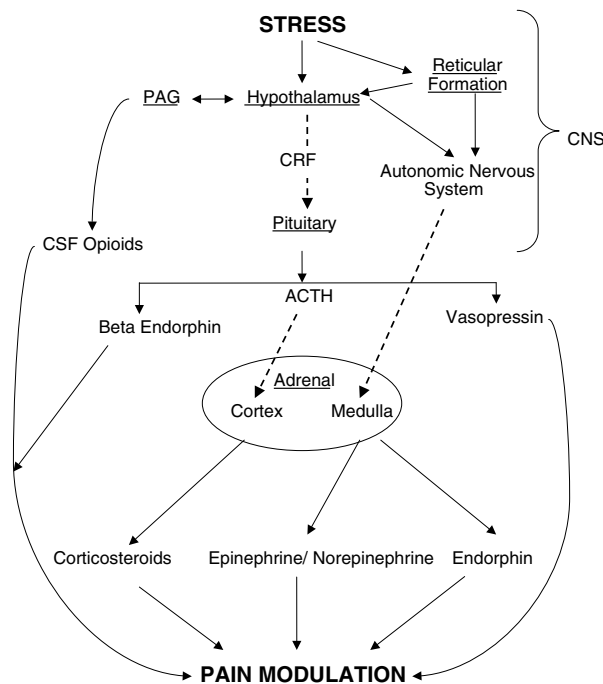 STRESS
Reticular
Formation
PAG
Hypothalamus
CNS
CRF
Autonomic Nervous
System
Pituitary
CSF Opioids
ACTH
Beta Endorphin
Vasopressin
Adrenal
Cortex
Medulla
Corticosteroids
Epinephrine/ Norepinephrine
Endorphin
PAIN MODULATION